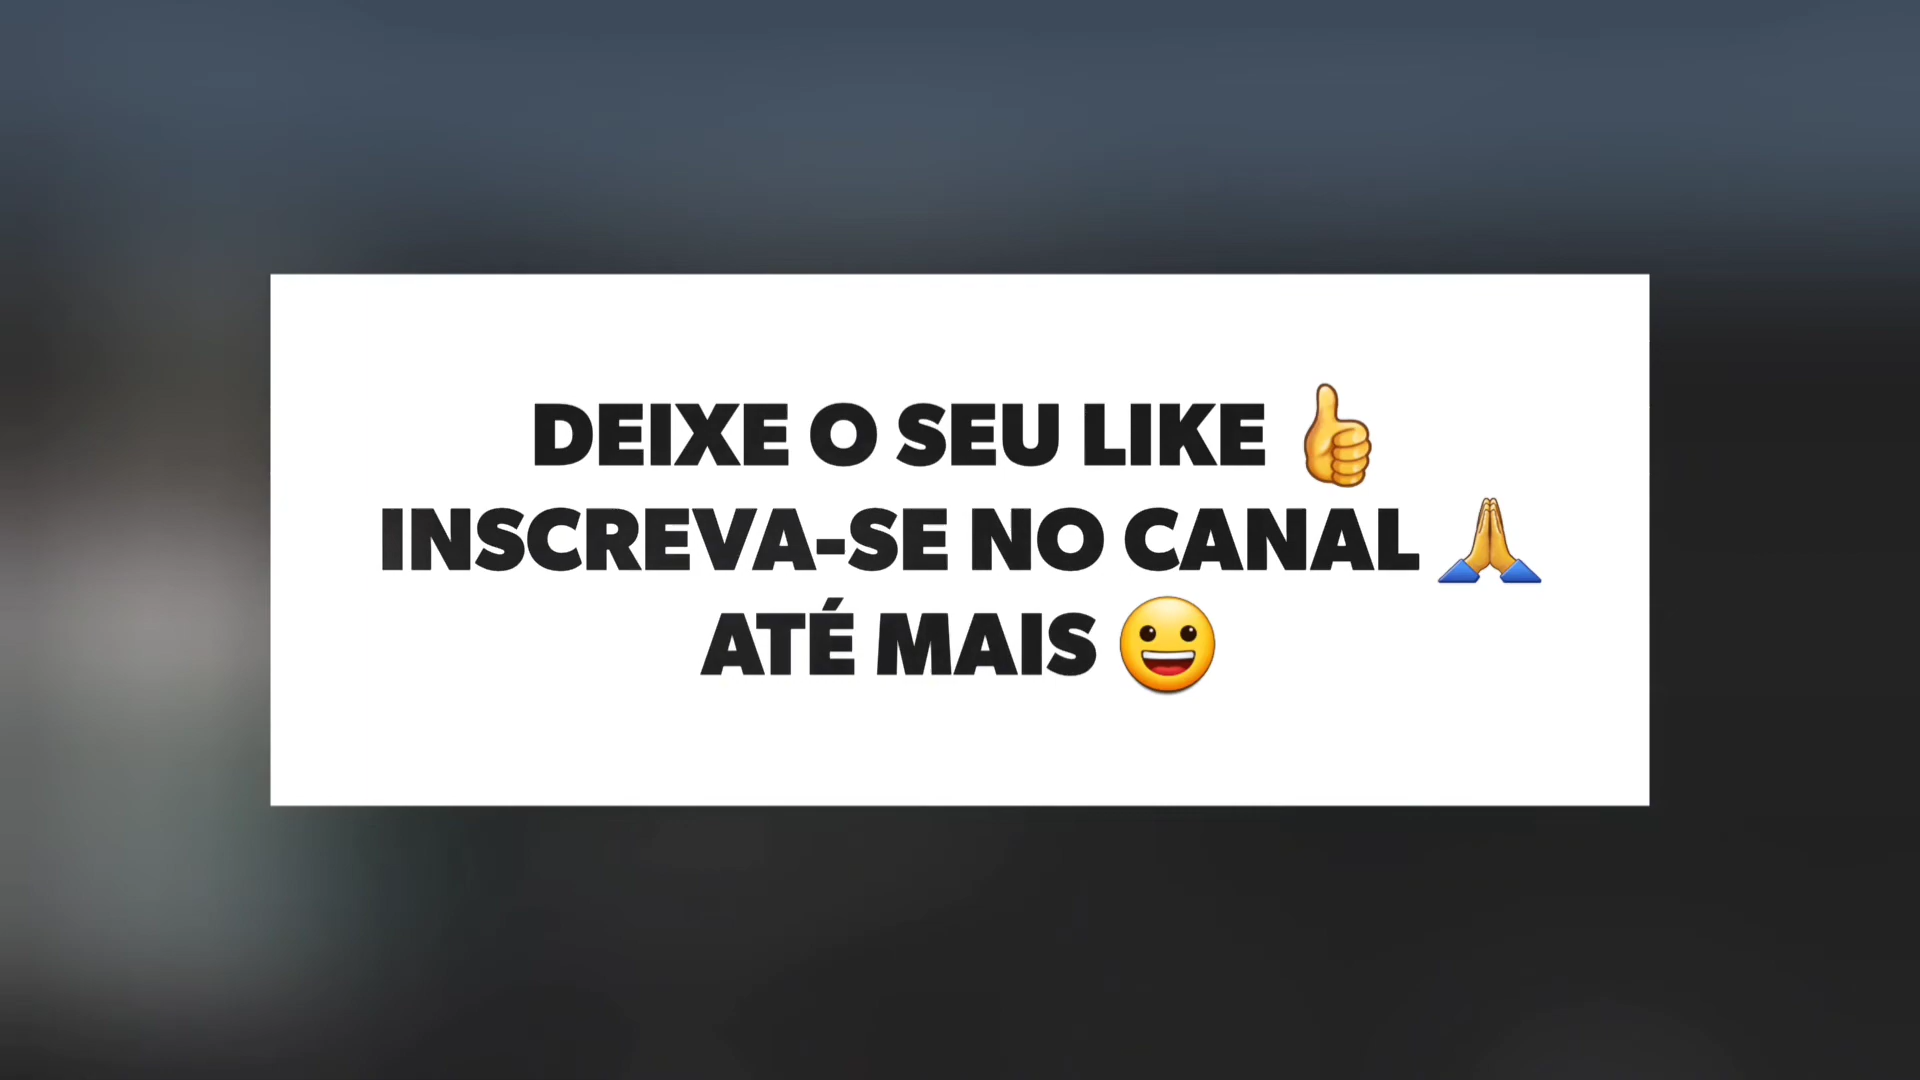 DEIXE O SEU LIKE 👍
INSCREVA-SE NO CANAL 🙏
ATÉ MAIS 😀